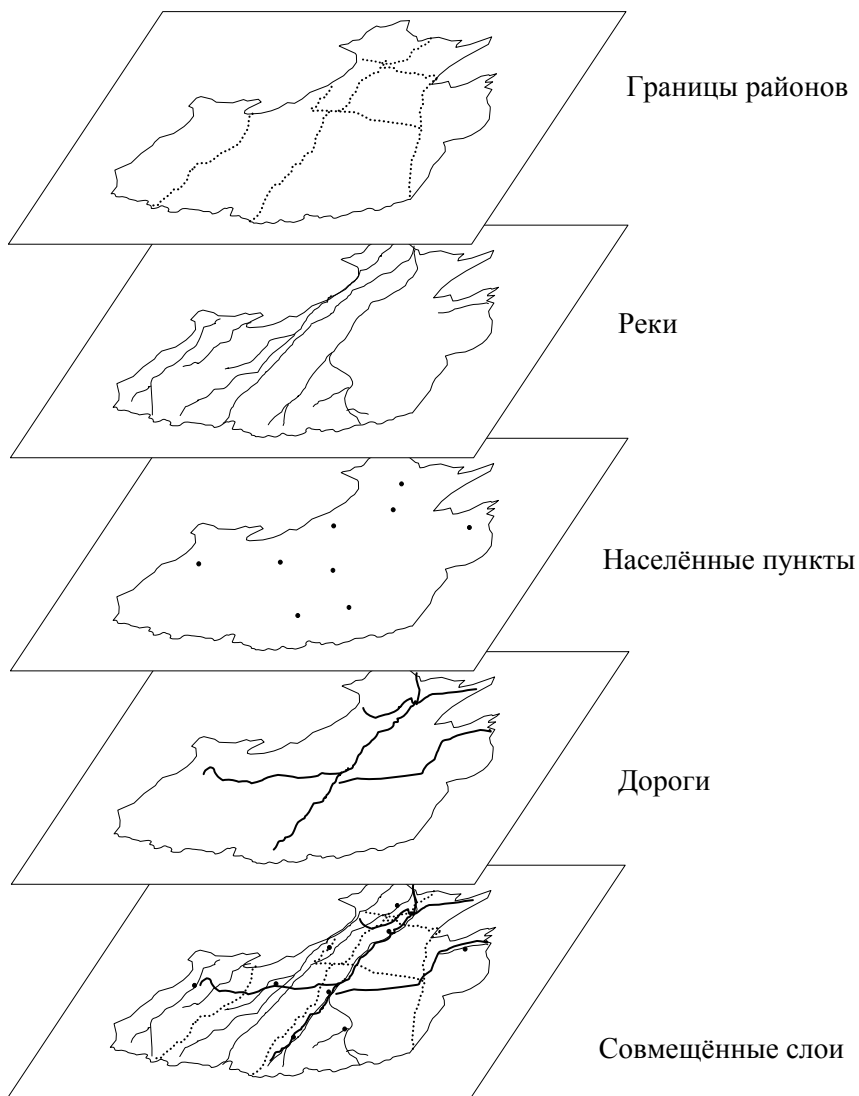 Границы районов
Реки
Населённые пункты
Дороги
Совмещённые слои